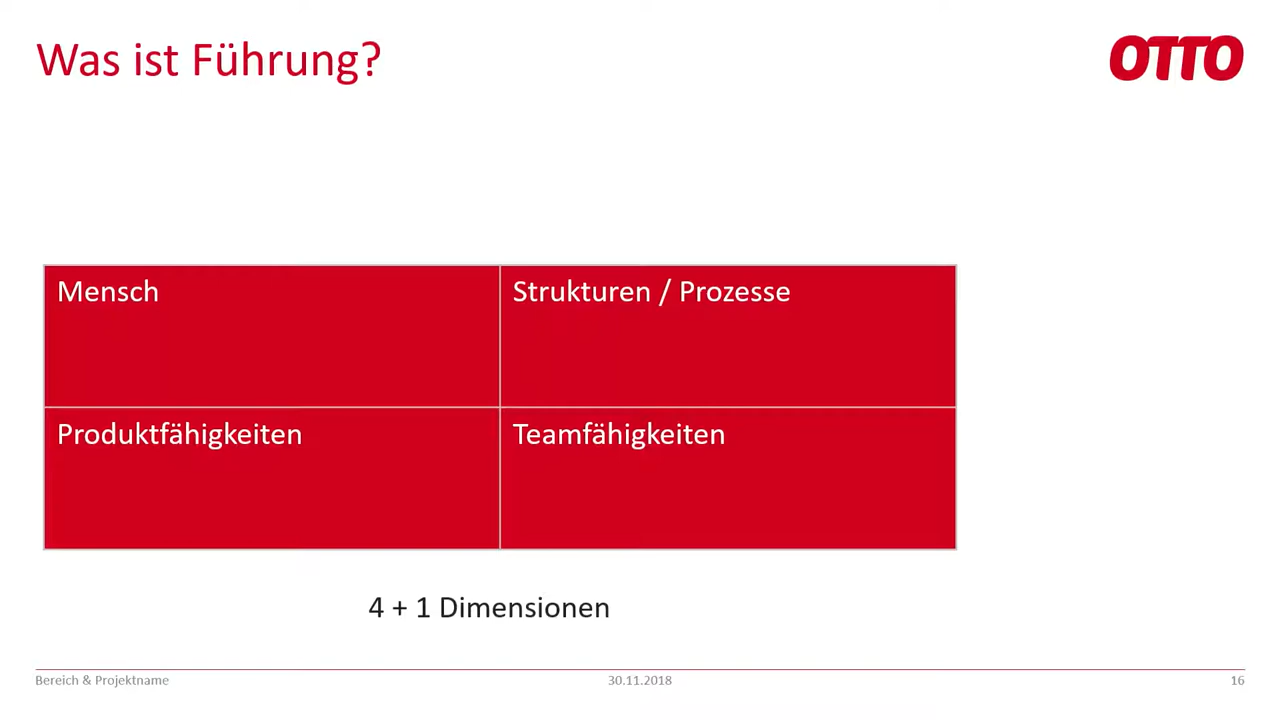 Was ist Führung?
OTTO
Mensch
Strukturen / Prozesse
Produktfähigkeiten
Teamfähigkeiten
4 + 1 Dimensionen
Bereich & Projektname
30.11.2018
16